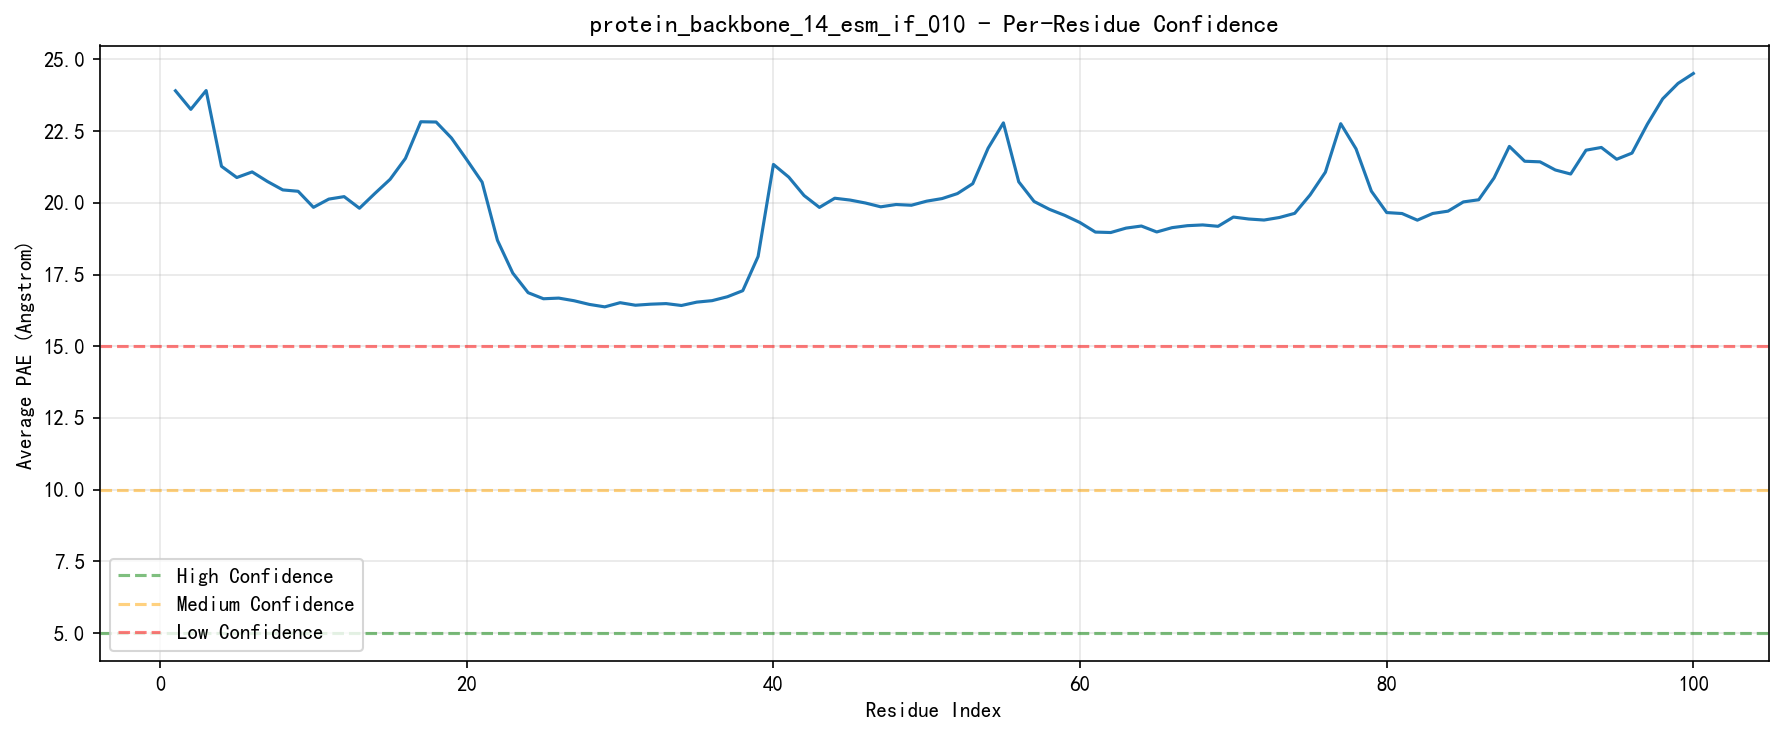 protein_backbone_14_esm_if_010 - Per-Residue Confidence
Average PAE (Angstrom)
25.0
22.5
20.0
17.5
15.0
12.5
10.0
7.5
5.0
High Confidence
Medium Confidence
Low Confidence
0 20 40 60 80 100
Residue Index